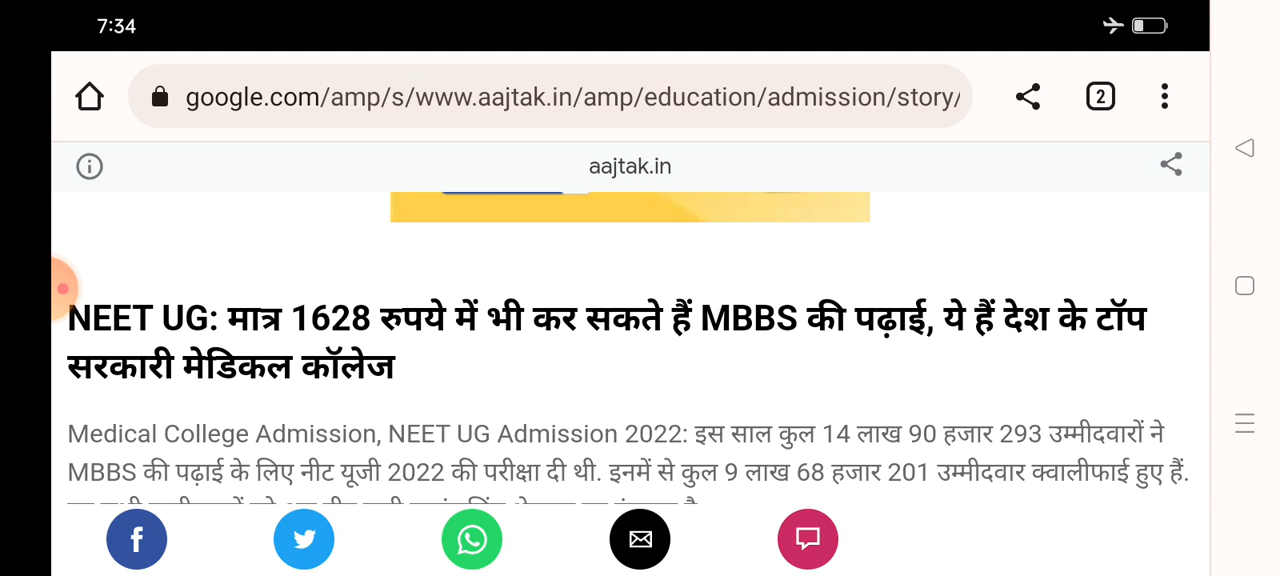 7:34
google.com/amp/s/www.aajtak.in/amp/education/admission/story/
2
aajtak.in
NEET UG: मात्र 1628 रुपये में भी कर सकते हैं MBBS की पढ़ाई, ये हैं देश के टॉप
सरकारी मेडिकल कॉलेज
Medical College Admission, NEET UG Admission 2022: इस साल कुल 14 लाख 90 हजार 293 उम्मीदवारों ने
MBBS की पढ़ाई के लिए नीट यूजी 2022 की परीक्षा दी थी. इनमें से कुल 9 लाख 68 हजार 201 उम्मीदवार क्वालीफाई हुए हैं.